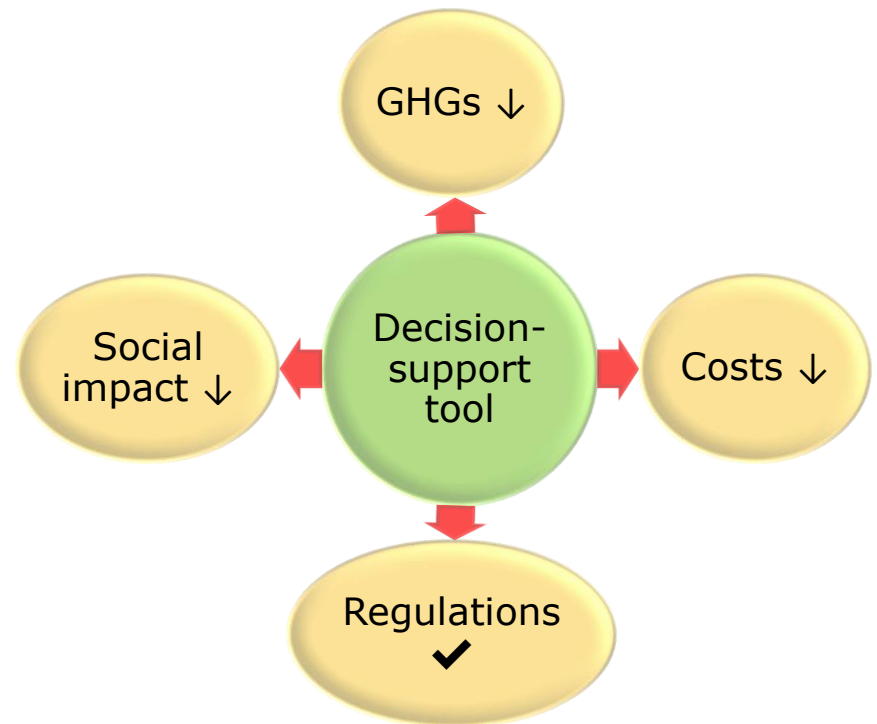 GHGs ↓
Social
impact ↓
Decision-
support
tool
Costs ↓
Regulations
✔